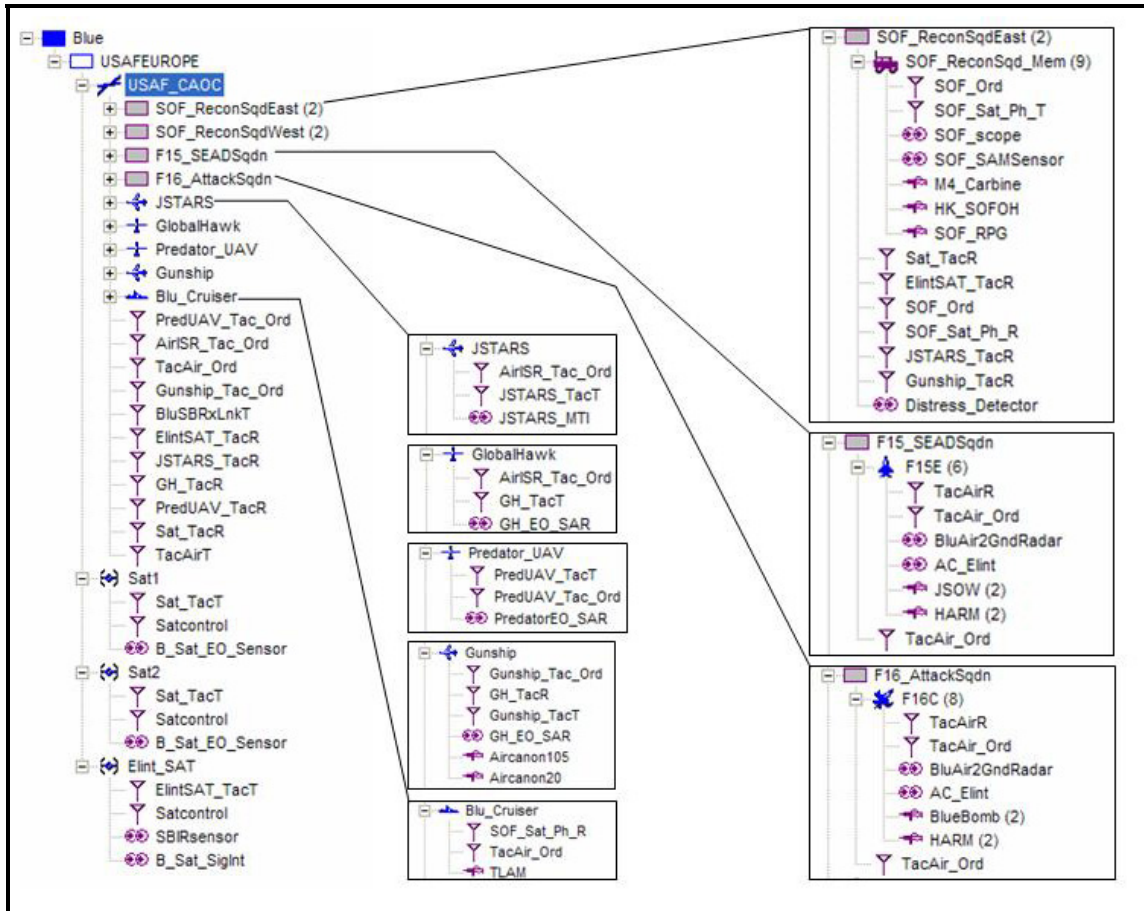 Blue
USAFEUROPE
USAF_CAOC
SOF_ReconSqdEast (2)
SOF_ReconSqdWest (2)
F15_SEADSqdn
F16_AttackSqdn
JSTARS
GlobalHawk
Predator_UAV
Gunship
Blu_Cruiser
PredUAV_Tac_Ord
AirISR_Tac_Ord
TacAir_Ord
Gunship_Tac_Ord
BluSBRxLnkT
ElintSAT_TacR
JSTARS_TacR
GH_TacR
PredUAV_TacR
Sat_TacR
TacAirT
Sat1
Sat_TacT
Satcontrol
B_Sat_EO_Sensor
Sat2
Sat_TacT
Satcontrol
B_Sat_EO_Sensor
Elint_SAT
ElintSAT_TacT
Satcontrol
SBIRsensor
B_Sat_SigInt
JSTARS
AirISR_Tac_Ord
JSTARS_TacT
JSTARS_MTI
GlobalHawk
AirISR_Tac_Ord
GH_TacT
GH_EO_SAR
Predator_UAV
PredUAV_TacT
PredUAV_Tac_Ord
PredatorEO_SAR
Gunship
Gunship_Tac_Ord
GH_TacR
Gunship_TacT
GH_EO_SAR
Aircanon105
Aircanon20
Blu_Cruiser
SOF_Sat_Ph_R
TacAir_Ord
TLAM
SOF_ReconSqdEast (2)
SOF_ReconSqd_Mem (9)
SOF_Ord
SOF_Sat_Ph_T
SOF_scope
SOF_SAMSensor
M4_Carbine
HK_SOFOH
SOF_RPG
Sat_TacR
ElintSAT_TacR
SOF_Ord
SOF_Sat_Ph_R
JSTARS_TacR
Gunship_TacR
Distress_Detector
F15_SEADSqdn
F15E (6)
TacAirR
TacAir_Ord
BluAir2GndRadar
AC_Elint
JSOW (2)
HARM (2)
TacAir_Ord
F16_AttackSqdn
F16C (8)
TacAirR
TacAir_Ord
BluAir2GndRadar
AC_Elint
BlueBomb (2)
HARM (2)
TacAir_Ord